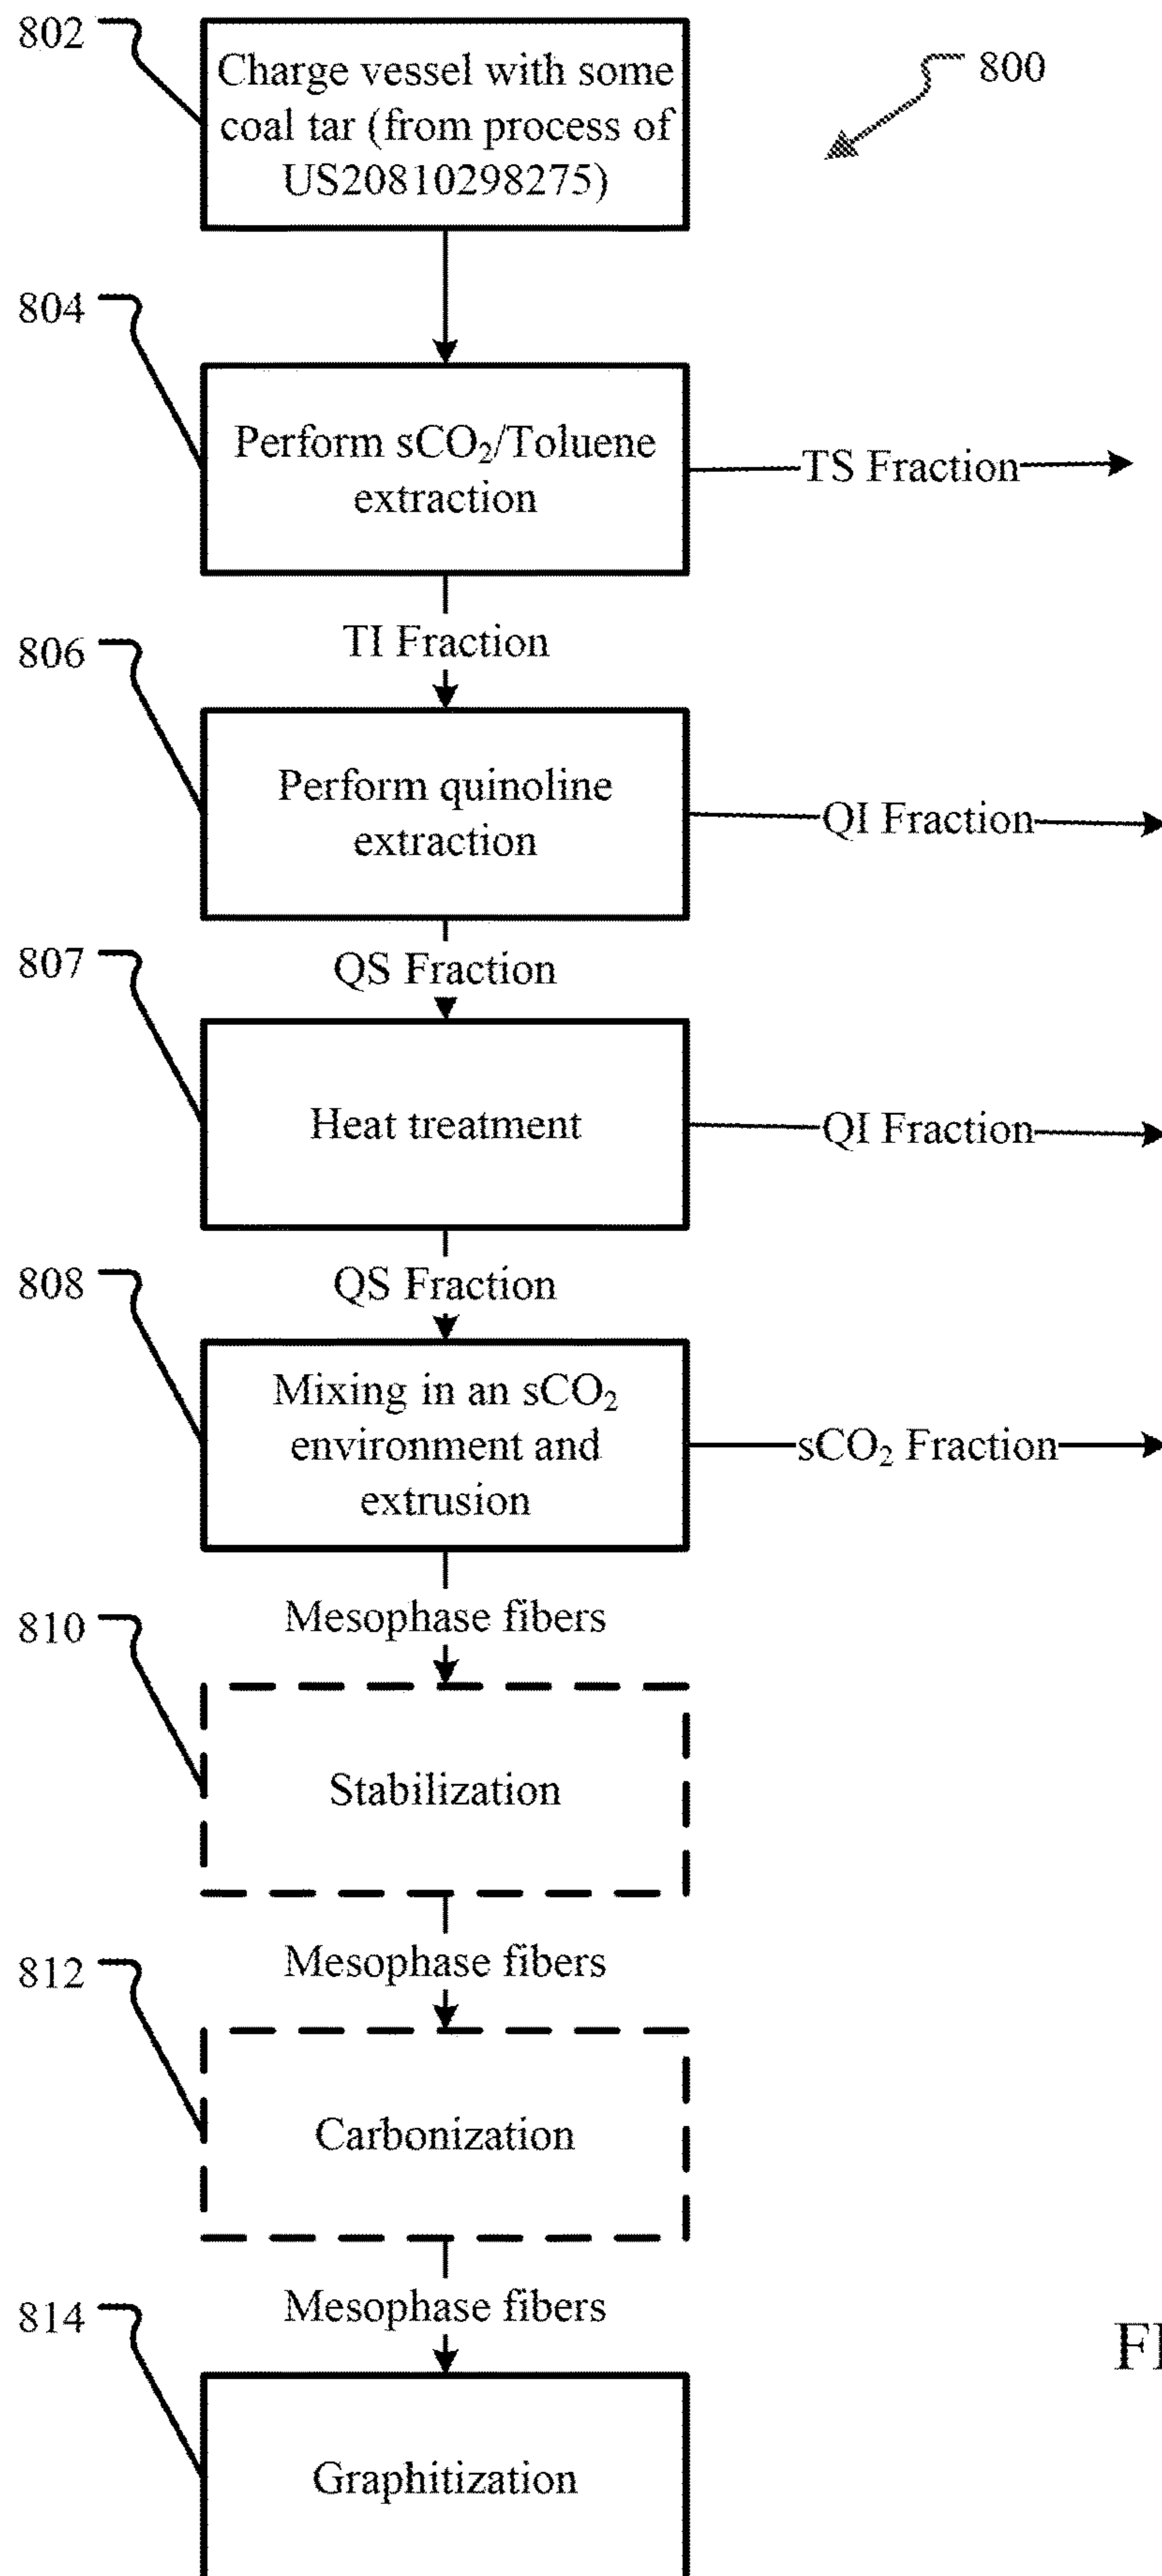 802
Charge vessel with some
coal tar (from process of
US20810298275)
800
804
Perform sCO₂/Toluene
extraction
TS Fraction
TI Fraction
806
Perform quinoline
extraction
QI Fraction
QS Fraction
807
Heat treatment
QI Fraction
QS Fraction
808
Mixing in an sCO₂
environment and
extrusion
sCO₂ Fraction
Mesophase fibers
810
Stabilization
Mesophase fibers
812
Carbonization
Mesophase fibers
814
Graphitization